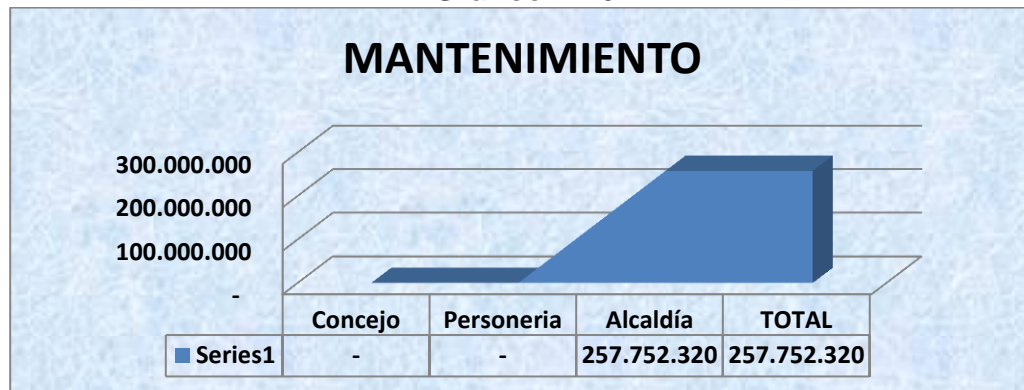 MANTENIMIENTO
300.000.000
200.000.000
100.000.000
-
Concejo Personeria Alcaldía TOTAL
Series1 - - 257.752.320 257.752.320